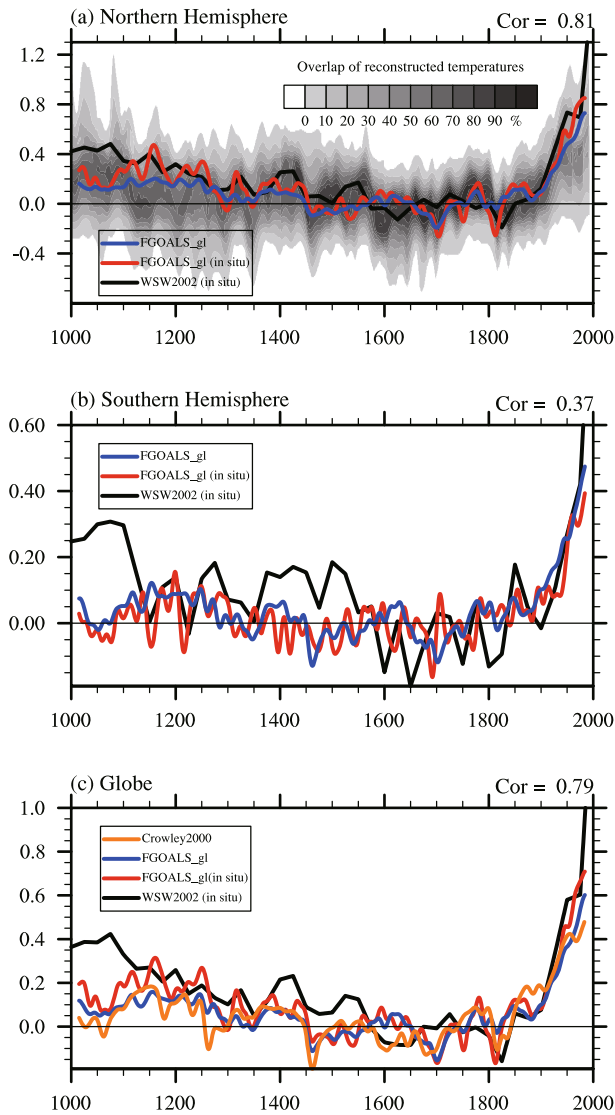 (a) Northern Hemisphere
Cor = 0.81
Overlap of reconstructed temperatures
0 10 20 30 40 50 60 70 80 90 %
1.2
0.8
0.4
0.0
-0.4
FGOALS_gl
FGOALS_gl (in situ)
WSW2002 (in situ)
1000 1200 1400 1600 1800 2000
(b) Southern Hemisphere
Cor = 0.37
0.60
0.40
0.20
0.00
FGOALS_gl
FGOALS_gl (in situ)
WSW2002 (in situ)
1000 1200 1400 1600 1800 2000
(c) Globe
Cor = 0.79
1.0
0.8
0.6
0.4
0.2
0.0
Crowley2000
FGOALS_gl
FGOALS_gl(in situ)
WSW2002 (in situ)
1000 1200 1400 1600 1800 2000